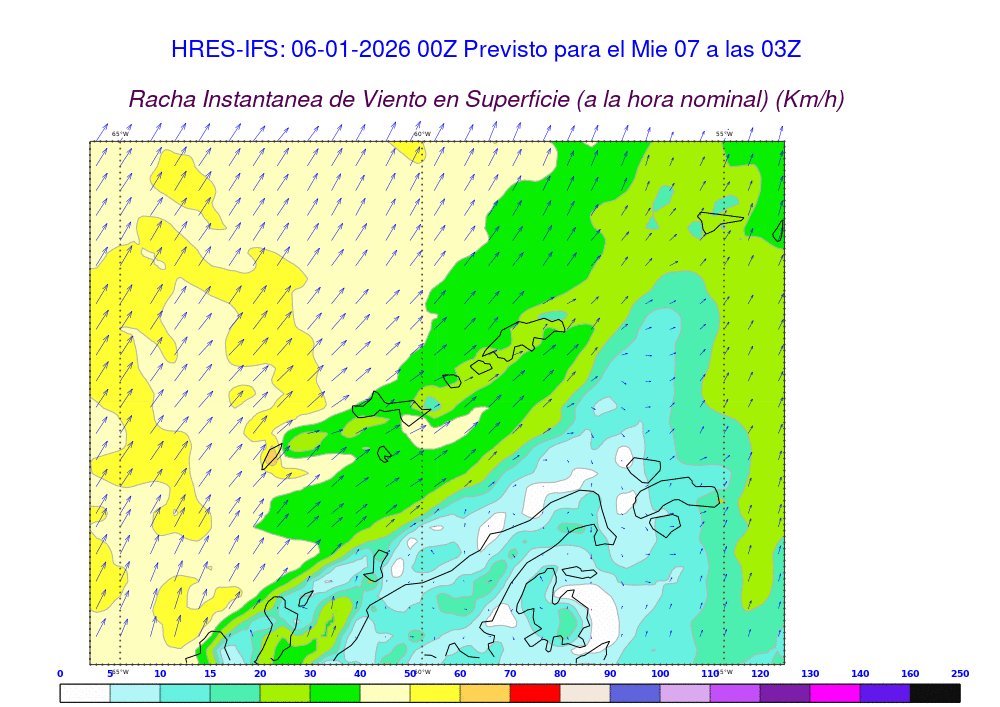 HRES-IFS: 06-01-2026 00Z Previsto para el Mie 07 a las 03Z
Racha Instantanea de Viento en Superficie (a la hora nominal) (Km/h)
65°W 60°W 55°W
0 5 10 15 20 30 40 50 60 70 80 90 100 110 120 130 140 160 250